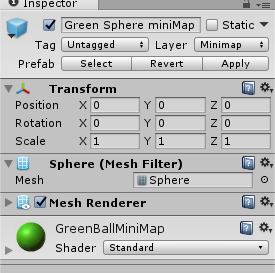 Inspector
Green Sphere miniMap Static
Tag Untagged Layer Minimap
Prefab Select Revert Apply
Transform
Position X 0 Y 0 Z 0
Rotation X 0 Y 0 Z 0
Scale X 1 Y 1 Z 1
Sphere (Mesh Filter)
Mesh Sphere
Mesh Renderer
GreenBallMiniMap
Shader Standard